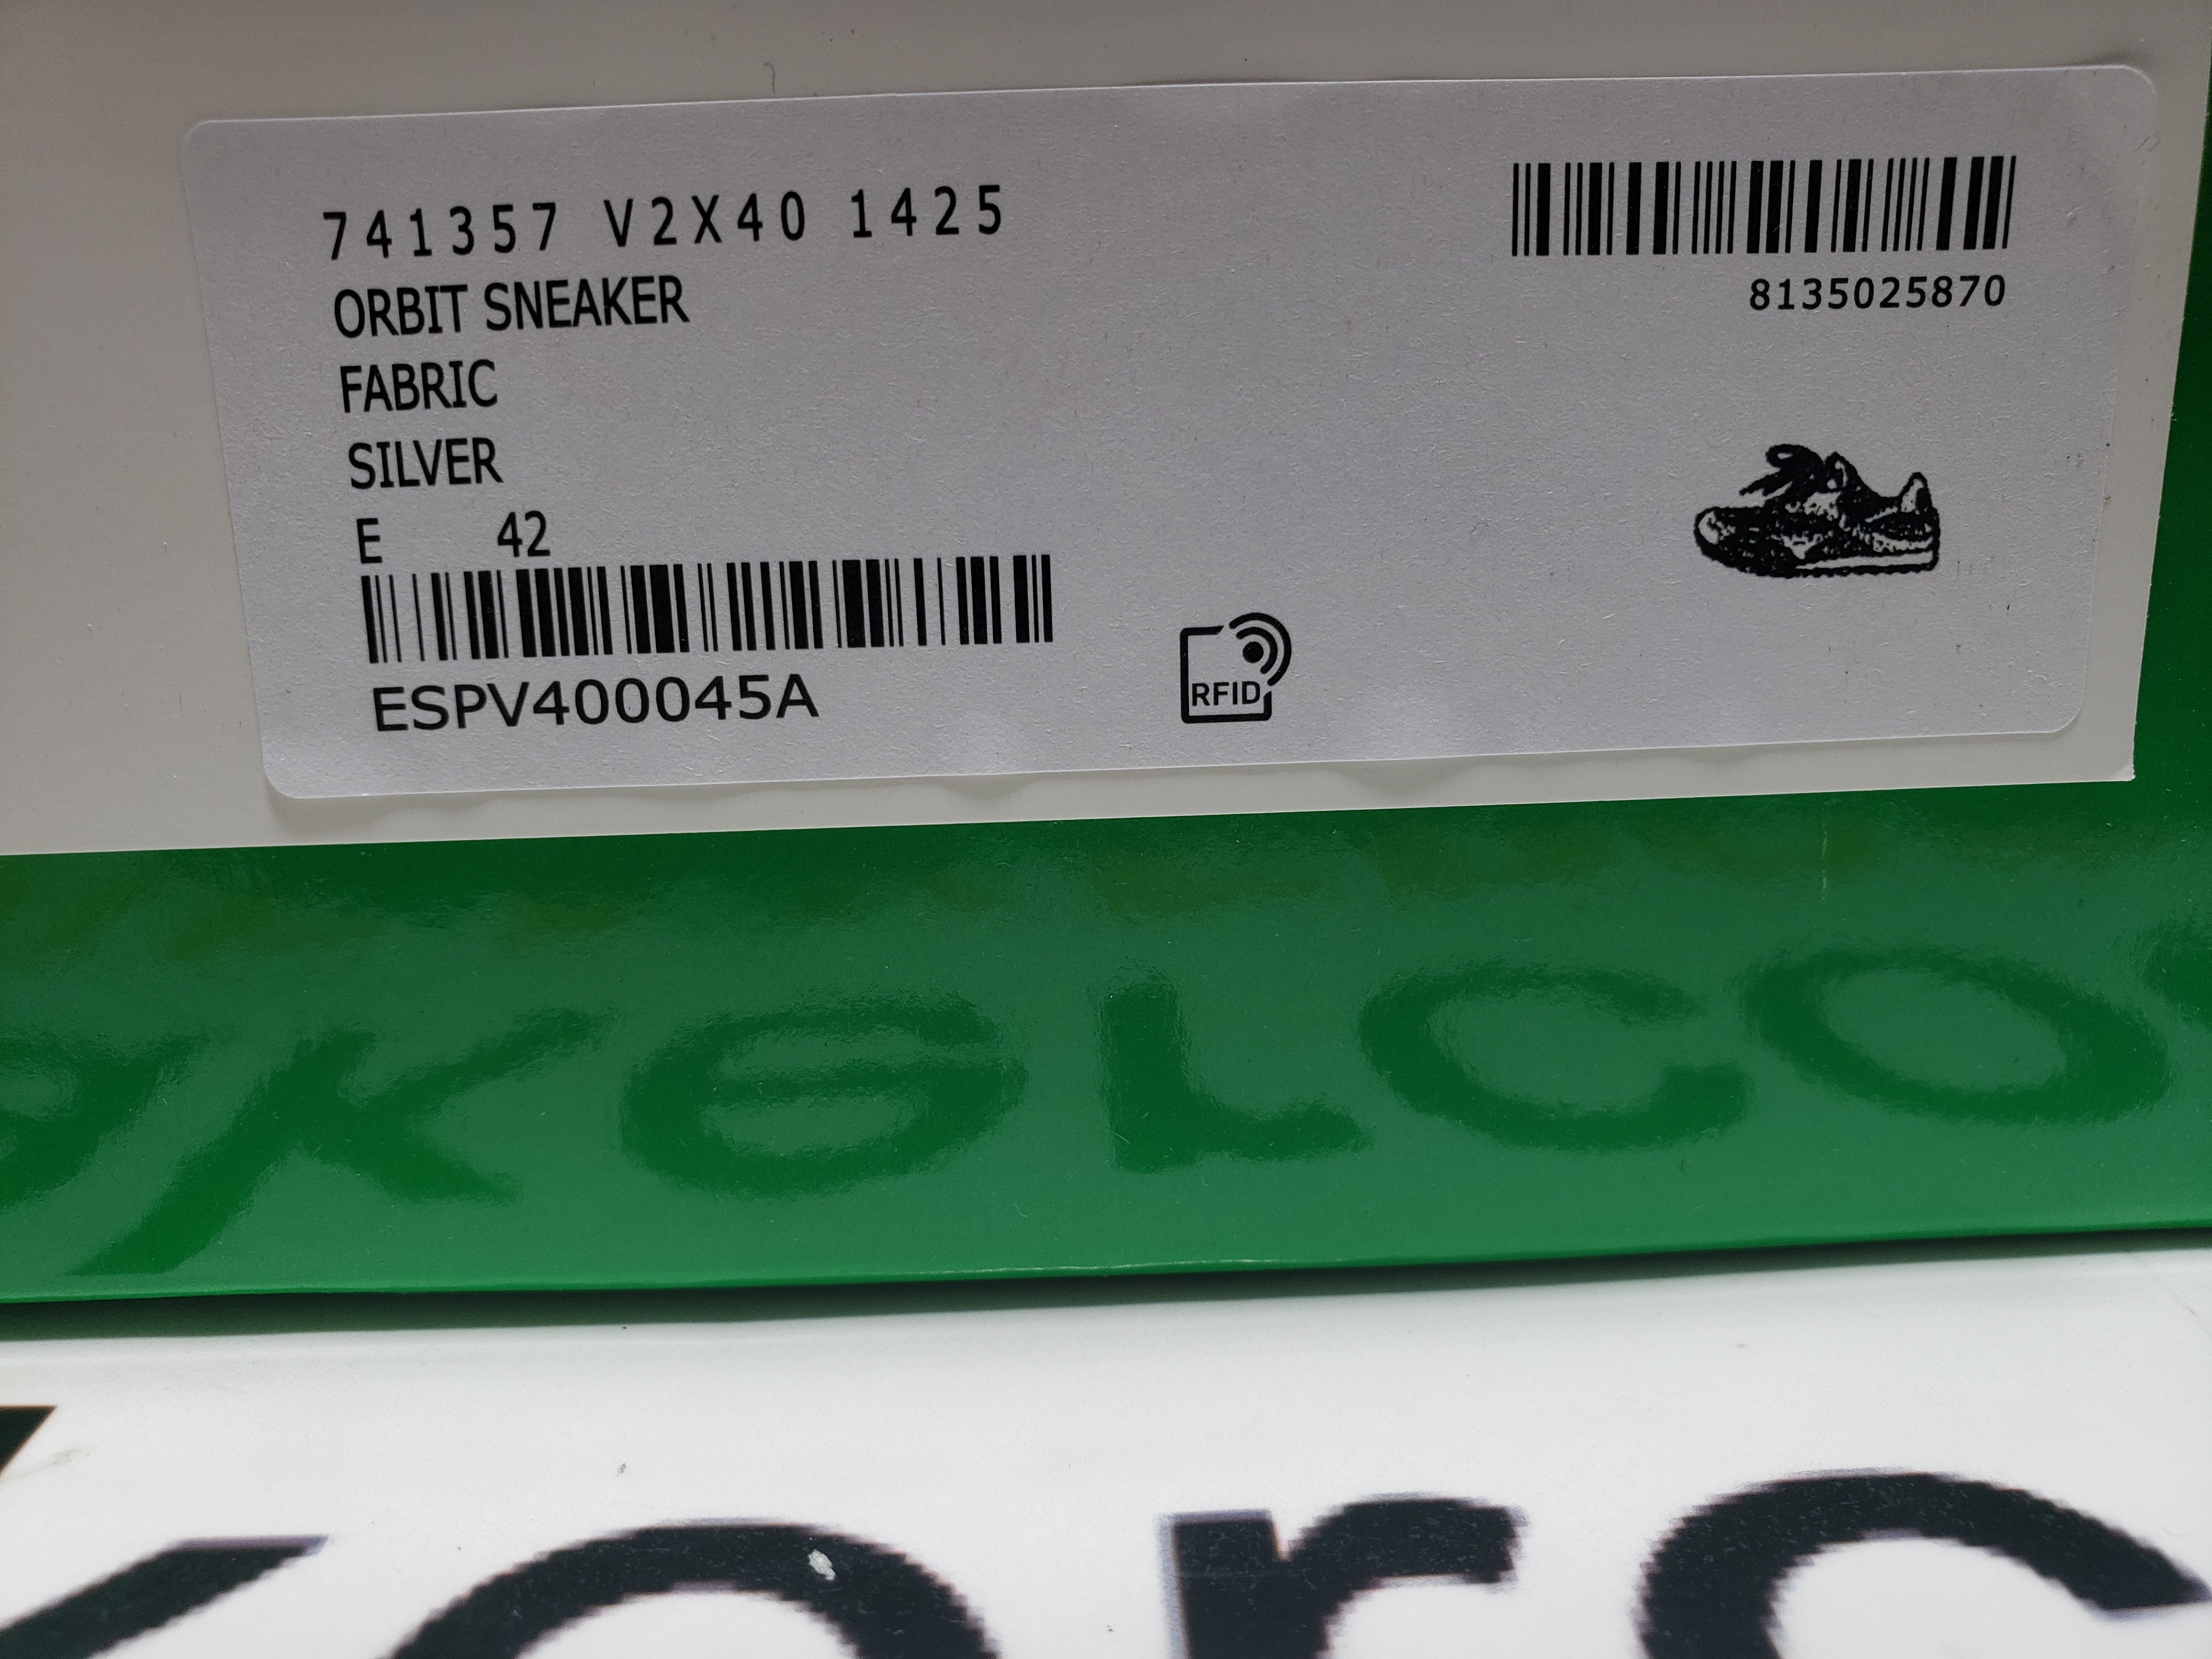 741357 V2X40 1425
8135025870
ORBIT SNEAKER
FABRIC
SILVER
E 42
ESPV400045A
RFID